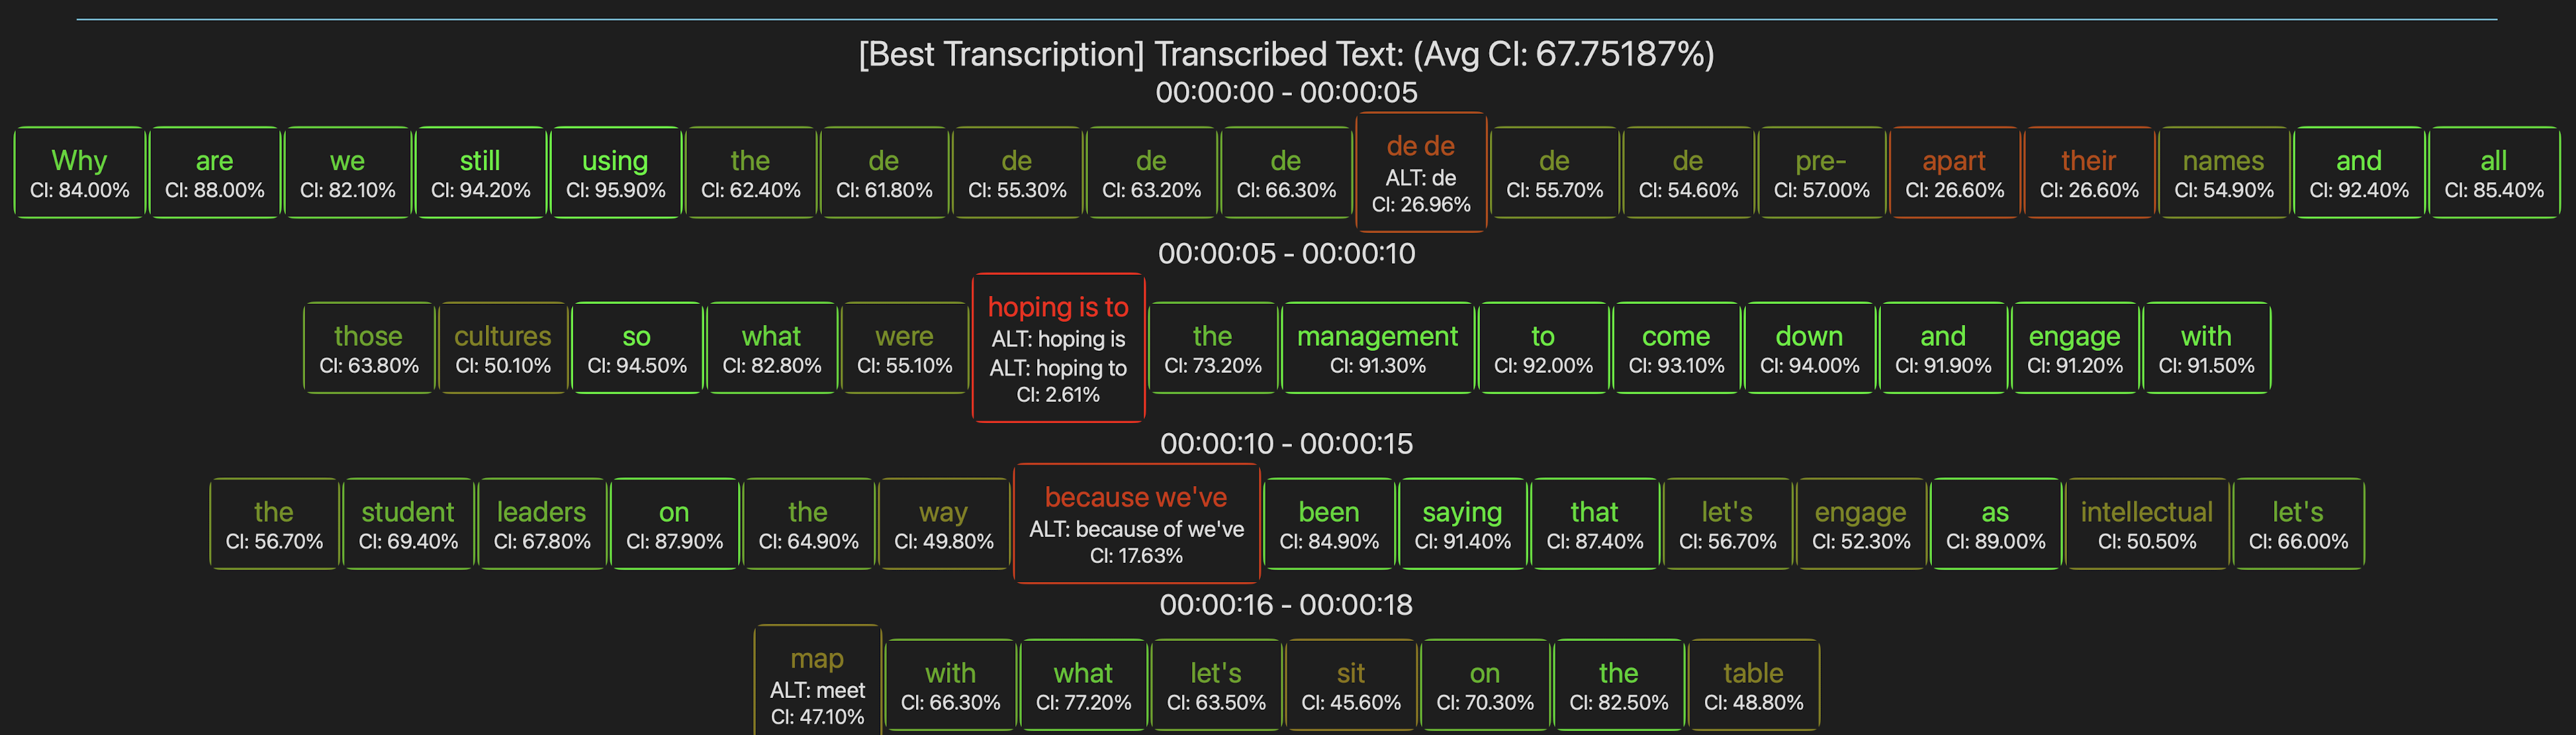 [Best Transcription] Transcribed Text: (Avg CI: 67.75187%)
00:00:00 - 00:00:05
Why are we still using the de de de de de de de de pre- apart their names and all
ALT: de
CI: 84.00% CI: 88.00% CI: 82.10% CI: 94.20% CI: 95.90% CI: 62.40% CI: 61.80% CI: 55.30% CI: 63.20% CI: 66.30% CI: 26.96% CI: 55.70% CI: 54.60% CI: 57.00% CI: 26.60% CI: 26.60% CI: 54.90% CI: 92.40% CI: 85.40%
00:00:05 - 00:00:10
those cultures so what were hoping is to the management to come down and engage with
ALT: hoping is
ALT: hoping to
CI: 63.80% CI: 50.10% CI: 94.50% CI: 82.80% CI: 55.10% CI: 2.61% CI: 73.20% CI: 91.30% CI: 92.00% CI: 93.10% CI: 94.00% CI: 91.90% CI: 91.20% CI: 91.50%
00:00:10 - 00:00:15
the student leaders on the way because we've been saying that let's engage as intellectual let's
ALT: because of we've
CI: 56.70% CI: 69.40% CI: 67.80% CI: 87.90% CI: 64.90% CI: 49.80% CI: 17.63% CI: 84.90% CI: 91.40% CI: 87.40% CI: 56.70% CI: 52.30% CI: 89.00% CI: 50.50% CI: 66.00%
00:00:16 - 00:00:18
map with what let's sit on the table
ALT: meet
CI: 47.10% CI: 66.30% CI: 77.20% CI: 63.50% CI: 45.60% CI: 70.30% CI: 82.50% CI: 48.80%